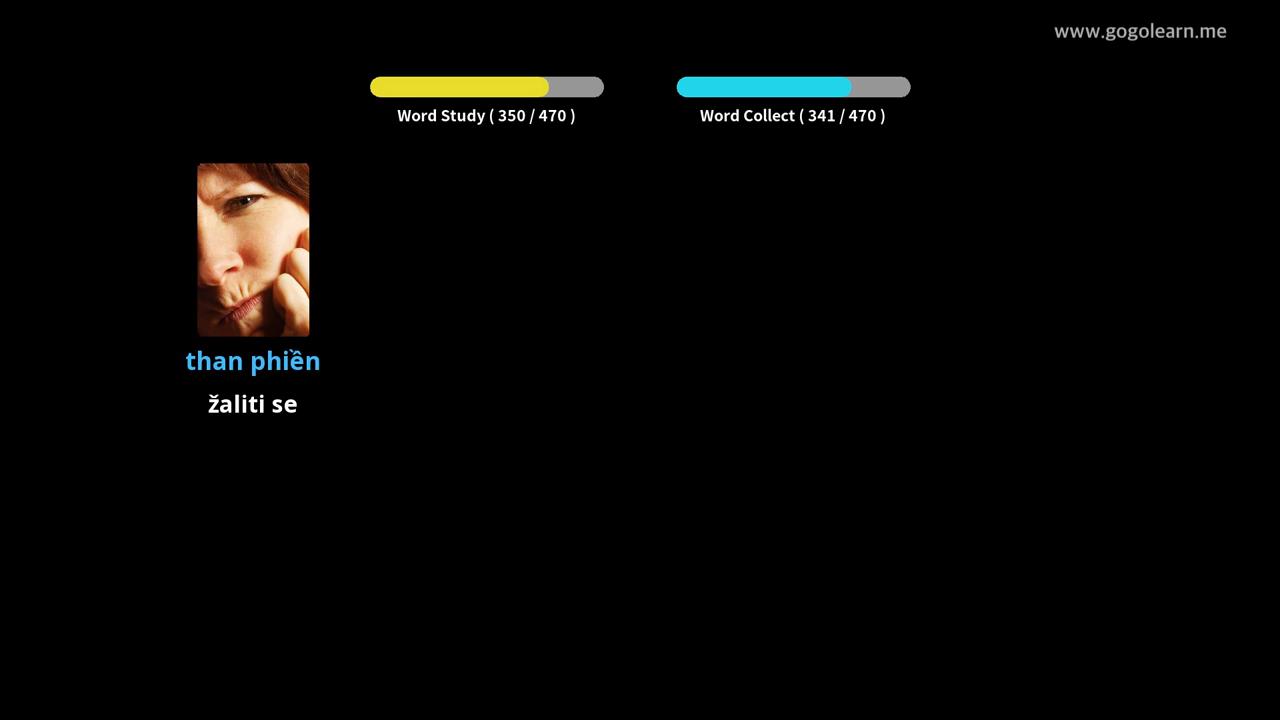 www.gogolearn.me
Word Study ( 350 / 470 )
Word Collect ( 341 / 470 )
than phiền
žaliti se